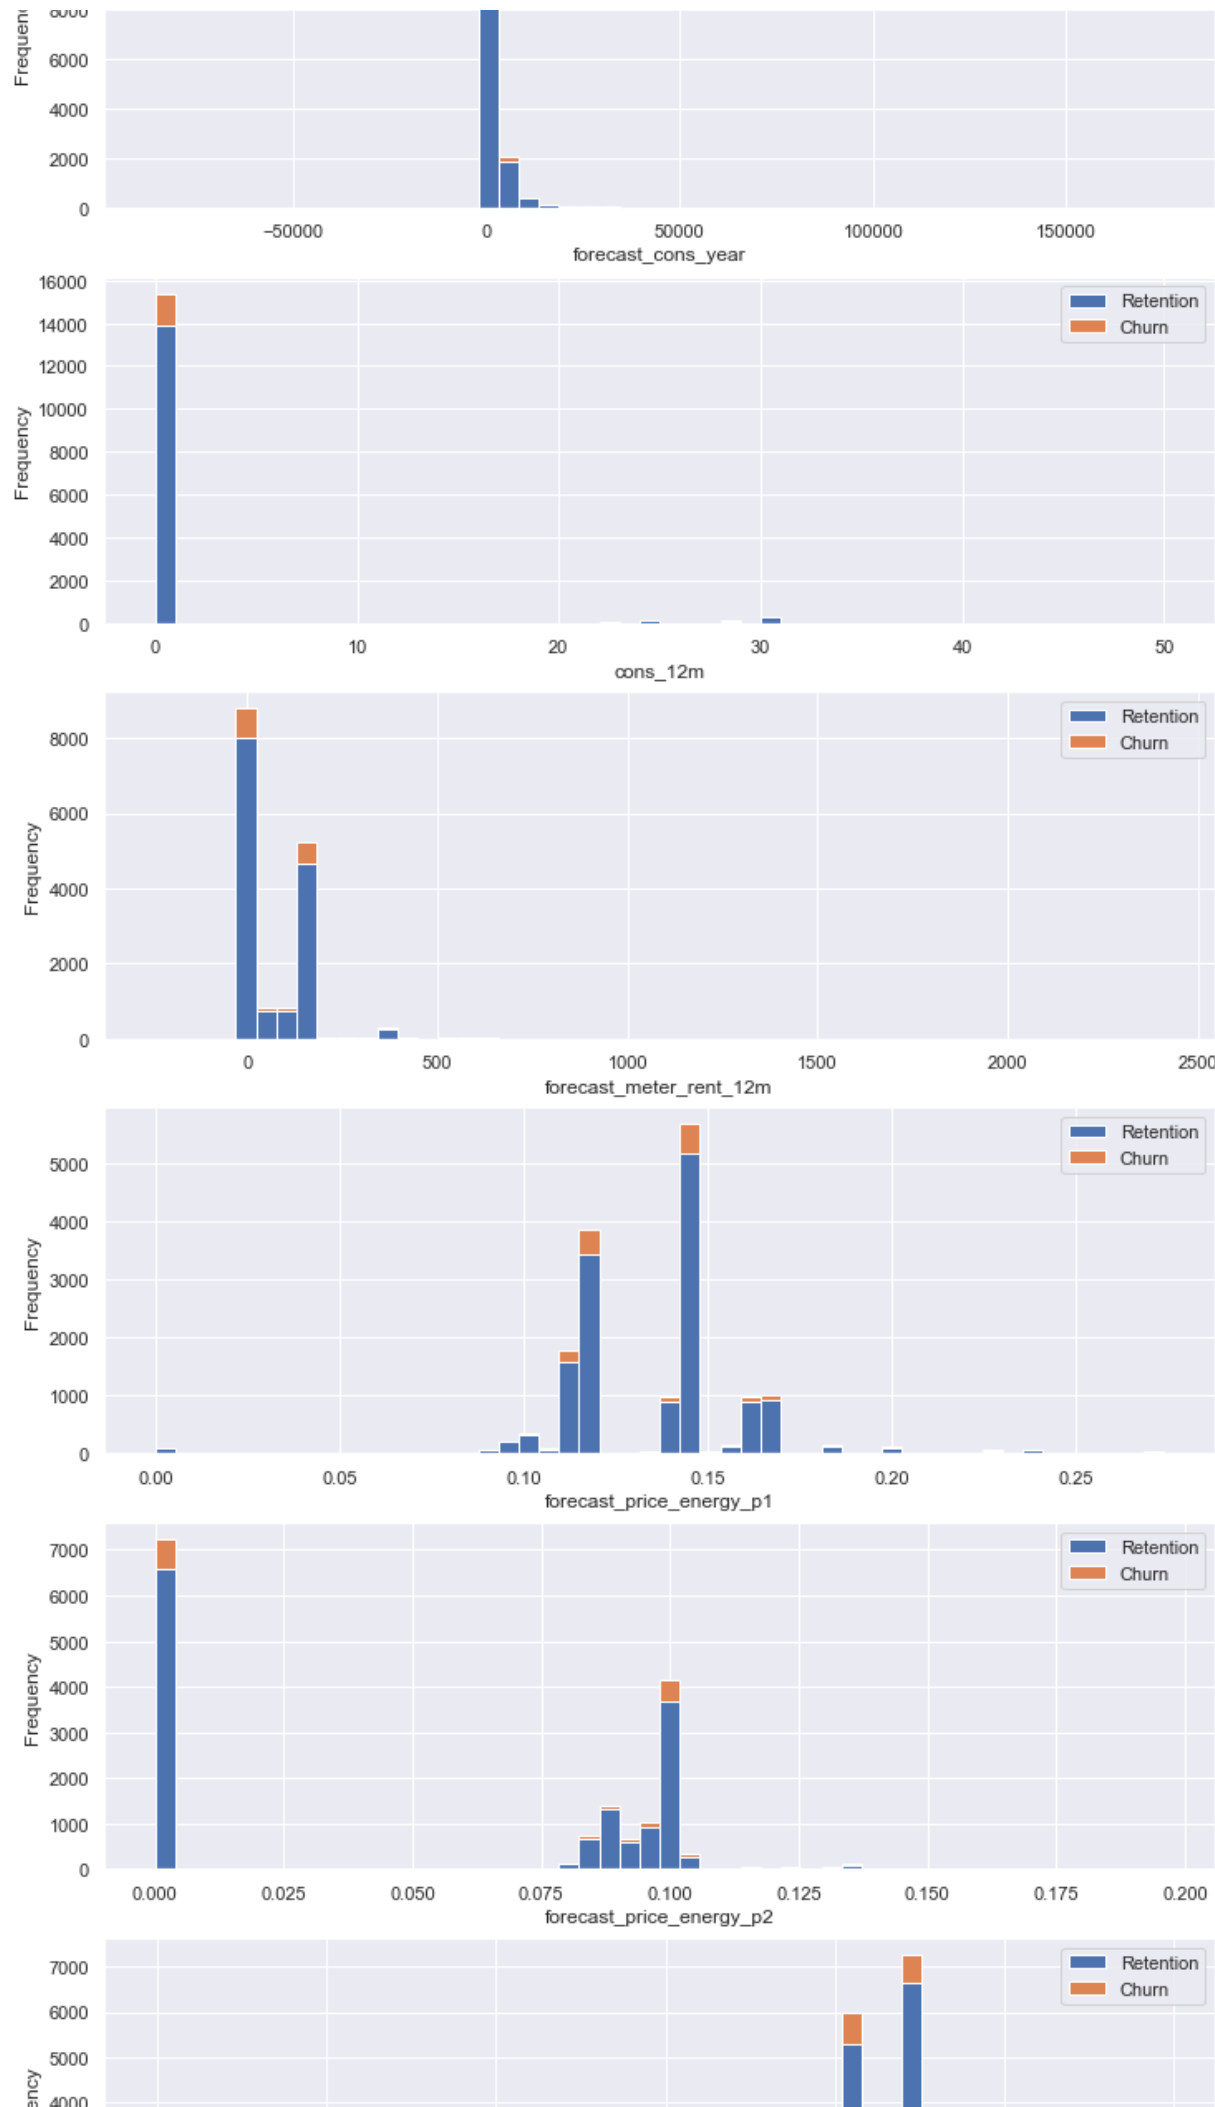 8000
Frequen
6000
4000
2000
0
−50000 0 50000 100000 150000
forecast_cons_year
16000
Retention
Churn
14000
12000
10000
Frequency
8000
6000
4000
2000
0
0 10 20 30 40 50
cons_12m
Retention
Churn
8000
6000
Frequency
4000
2000
0
0 500 1000 1500 2000 2500
forecast_meter_rent_12m
Retention
Churn
5000
4000
Frequency
3000
2000
1000
0
0.00 0.05 0.10 0.15 0.20 0.25
forecast_price_energy_p1
Retention
Churn
7000
6000
5000
Frequency
4000
3000
2000
1000
0
0.000 0.025 0.050 0.075 0.100 0.125 0.150 0.175 0.200
forecast_price_energy_p2
Retention
Churn
7000
6000
5000
ency
4000